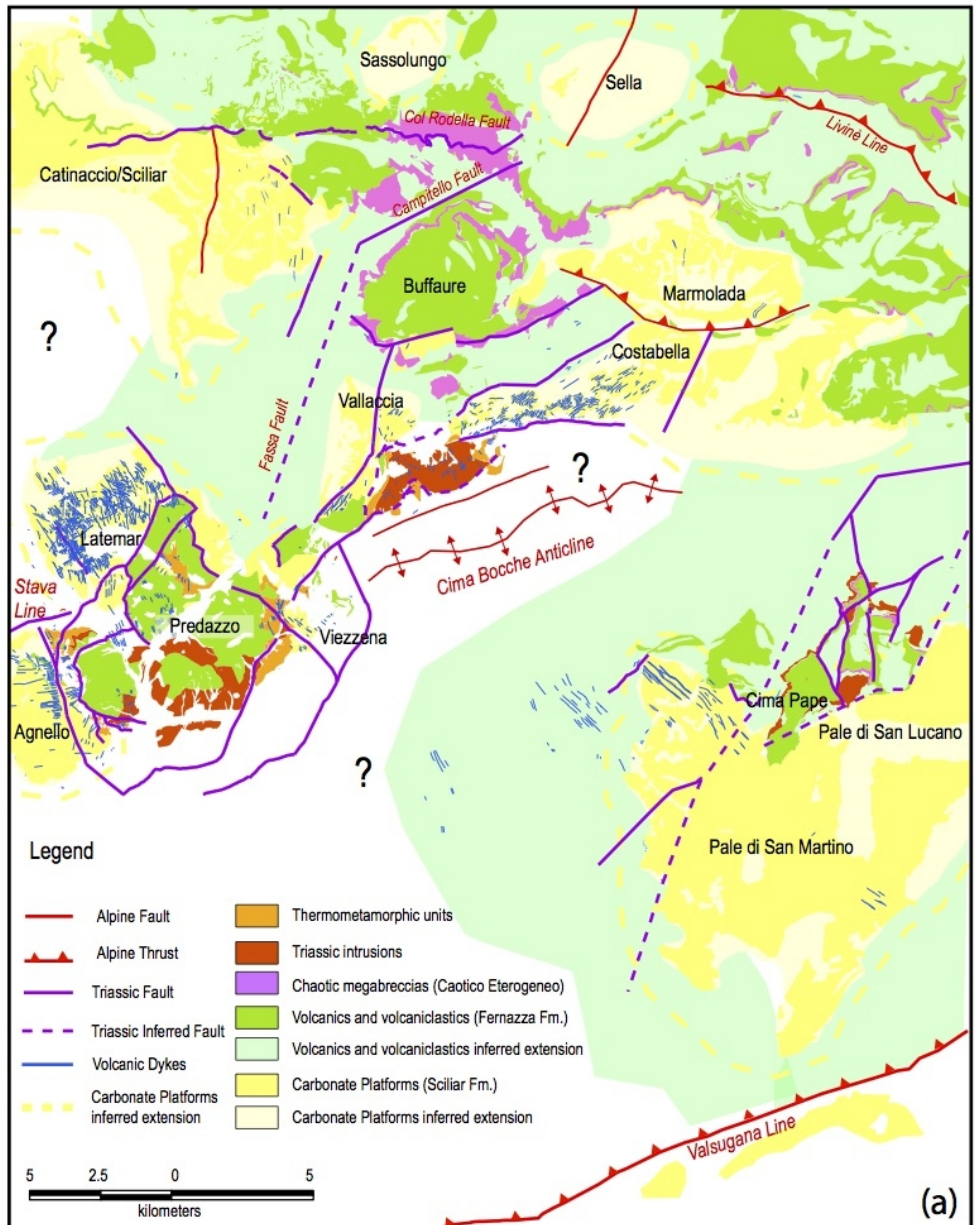 Sassolungo
Sella
Col Rodella Fault
Livinè Line
Catinaccio/Sciliar
Campitello Fault
Buffaure
Marmolada
?
Costabella
Vallaccia
Fassa Fault
?
Latemar
Cima Bocche Anticline
Stava
Line
Predazzo
Viezzena
Cima Pape
Agnello
Pale di San Lucano
?
Pale di San Martino
Legend
Alpine Fault
Alpine Thrust
Triassic Fault
Triassic Inferred Fault
Volcanic Dykes
Carbonate Platforms
inferred extension
Thermometamorphic units
Triassic intrusions
Chaotic megabreccias (Caotico Eterogeneo)
Volcanics and volcaniclastics (Fernazza Fm.)
Volcanics and volcaniclastics inferred extension
Carbonate Platforms (Sciliar Fm.)
Carbonate Platforms inferred extension
Valsugana Line
5 2.5 0 5
kilometers
(a)